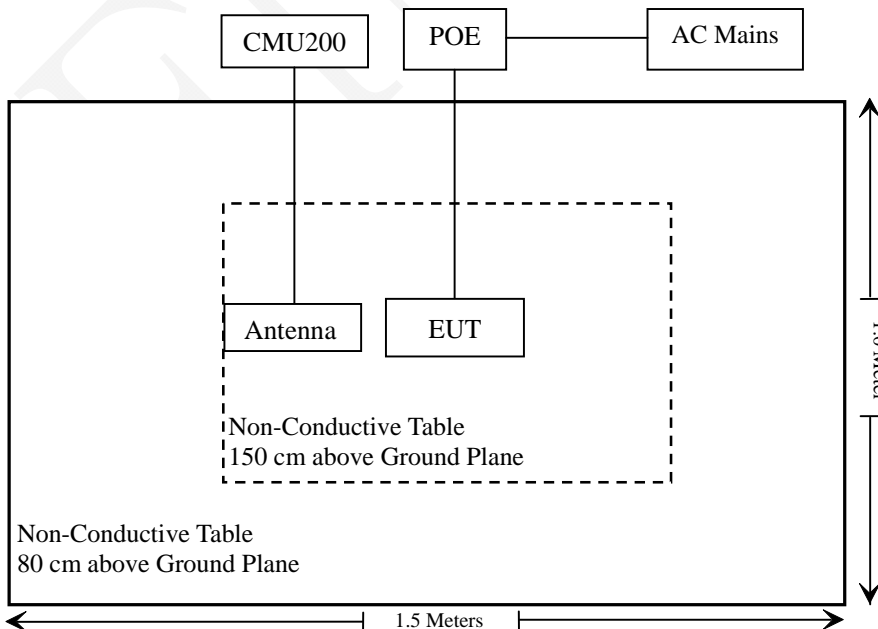 CMU200
POE
AC Mains
Antenna
EUT
Non-Conductive Table
150 cm above Ground Plane
Non-Conductive Table
80 cm above Ground Plane
1.5 Meters